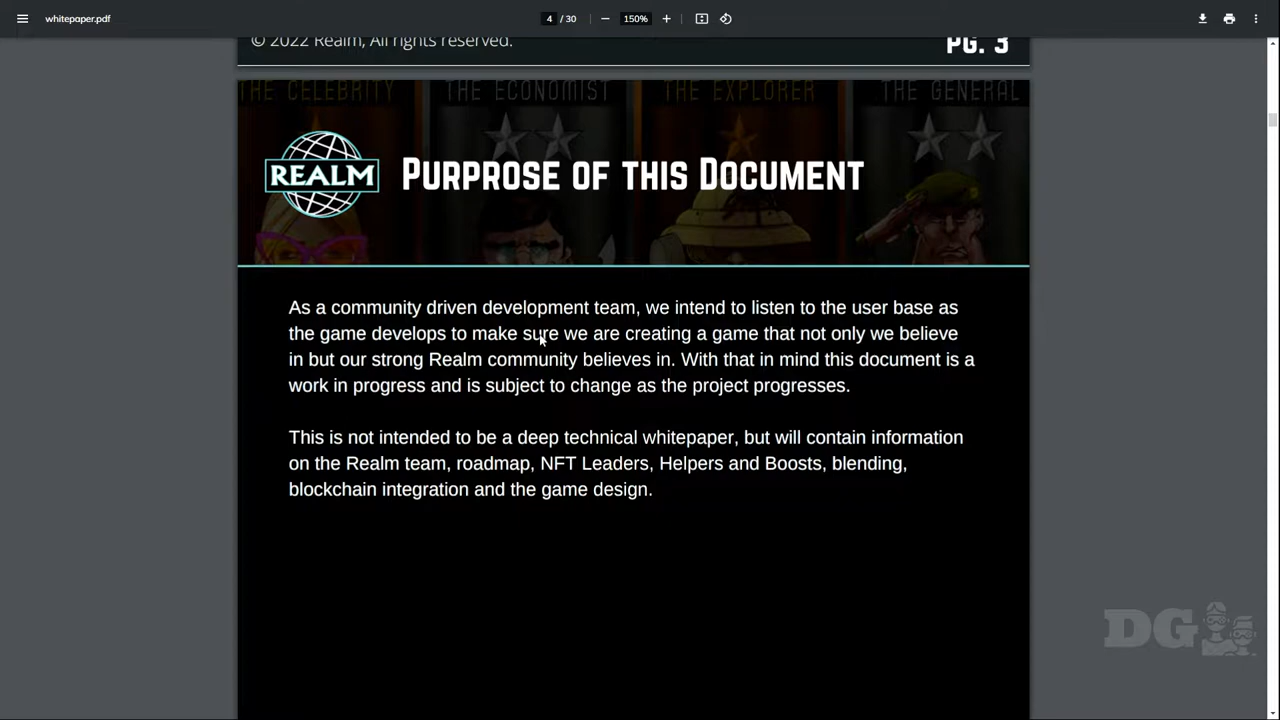 whitepaper.pdf
4 / 30
150%
© 2022 Realm, All rights reserved.
PG. 3
THE CELEBRITY THE ECONOMIST THE EXPLORER THE GENERAL
REALM
PURPROSE OF THIS DOCUMENT
As a community driven development team, we intend to listen to the user base as
the game develops to make sure we are creating a game that not only we believe
in but our strong Realm community believes in. With that in mind this document is a
work in progress and is subject to change as the project progresses.
This is not intended to be a deep technical whitepaper, but will contain information
on the Realm team, roadmap, NFT Leaders, Helpers and Boosts, blending,
blockchain integration and the game design.
DG